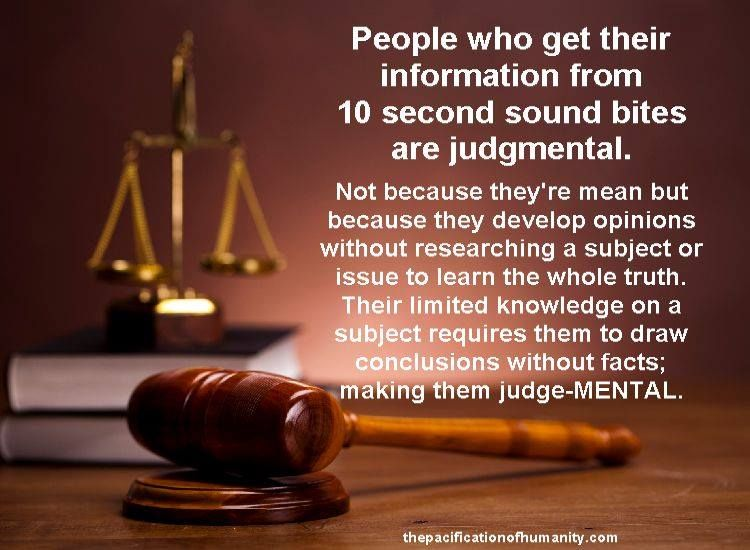 People who get their
information from
10 second sound bites
are judgmental.
Not because they're mean but
because they develop opinions
without researching a subject or
issue to learn the whole truth.
Their limited knowledge on a
subject requires them to draw
conclusions without facts;
making them judge-MENTAL.
thepacificationofhumanity.com